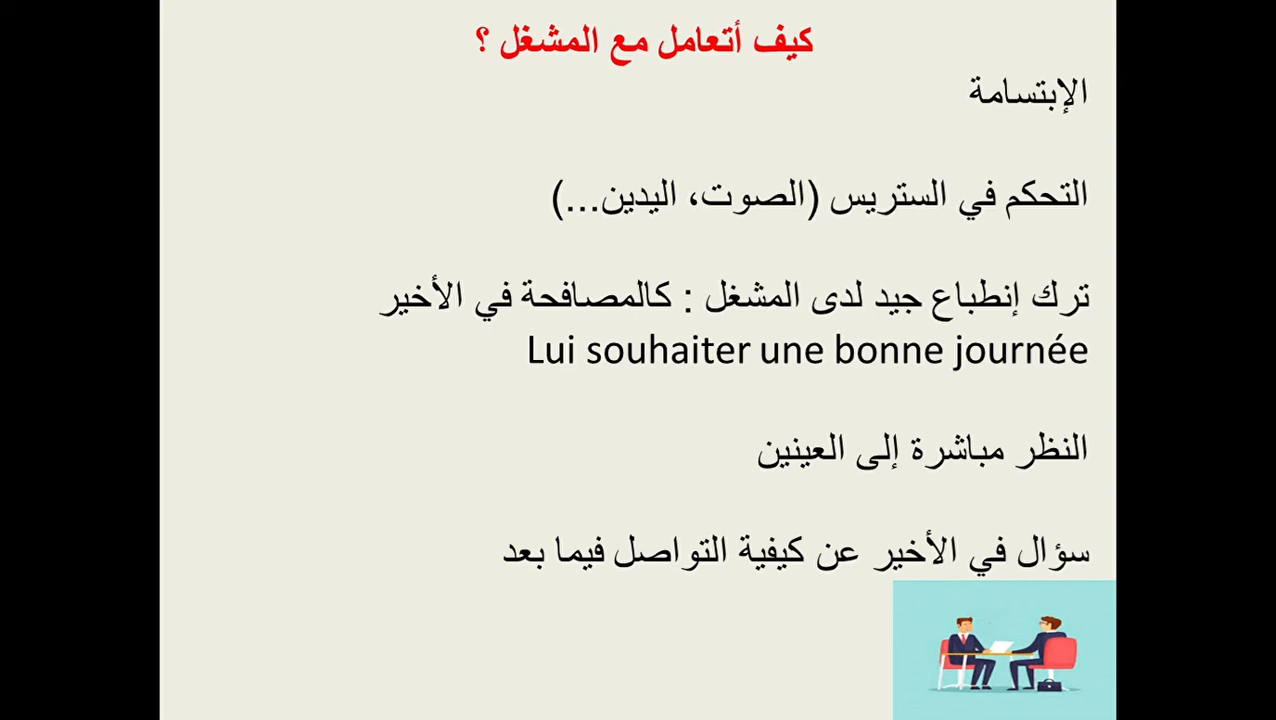 كيف أتعامل مع المشغل ؟
الإبتسامة
التحكم في الستريس (الصوت، اليدين...)
ترك إنطباع جيد لدى المشغل : كالمصافحة في الأخير
Lui souhaiter une bonne journée
النظر مباشرة إلى العينين
سؤال في الأخير عن كيفية التواصل فيما بعد